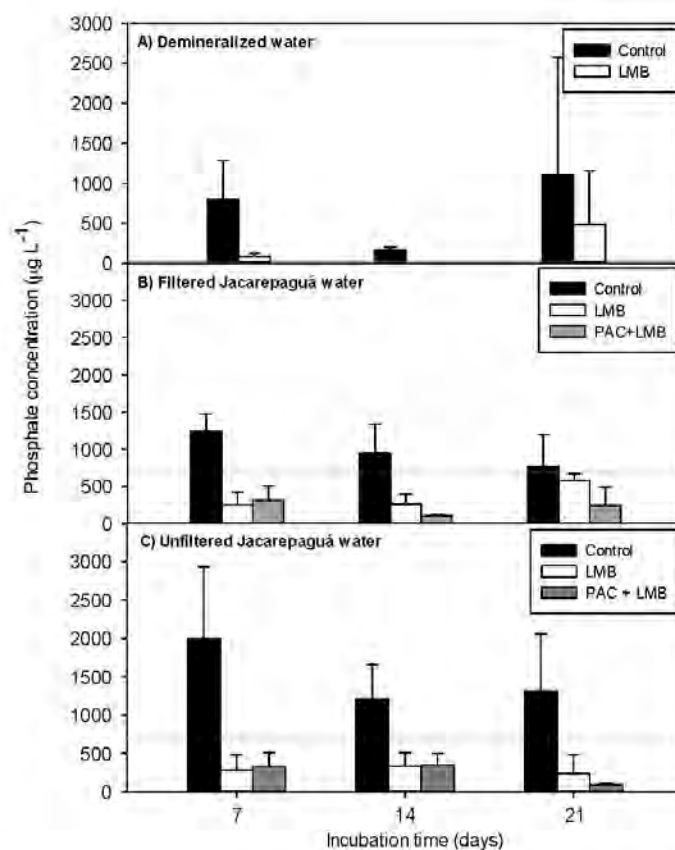 Phosphate concentration (µg L⁻¹)
A) Demineralized water
Control
LMB
3000
2500
2000
1500
1000
500
0
B) Filtered Jacarepaguá water
Control
LMB
PAC+LMB
3000
2500
2000
1500
1000
500
0
C) Unfiltered Jacarepaguá water
Control
LMB
PAC + LMB
3000
2500
2000
1500
1000
500
0
7 14 21
Incubation time (days)